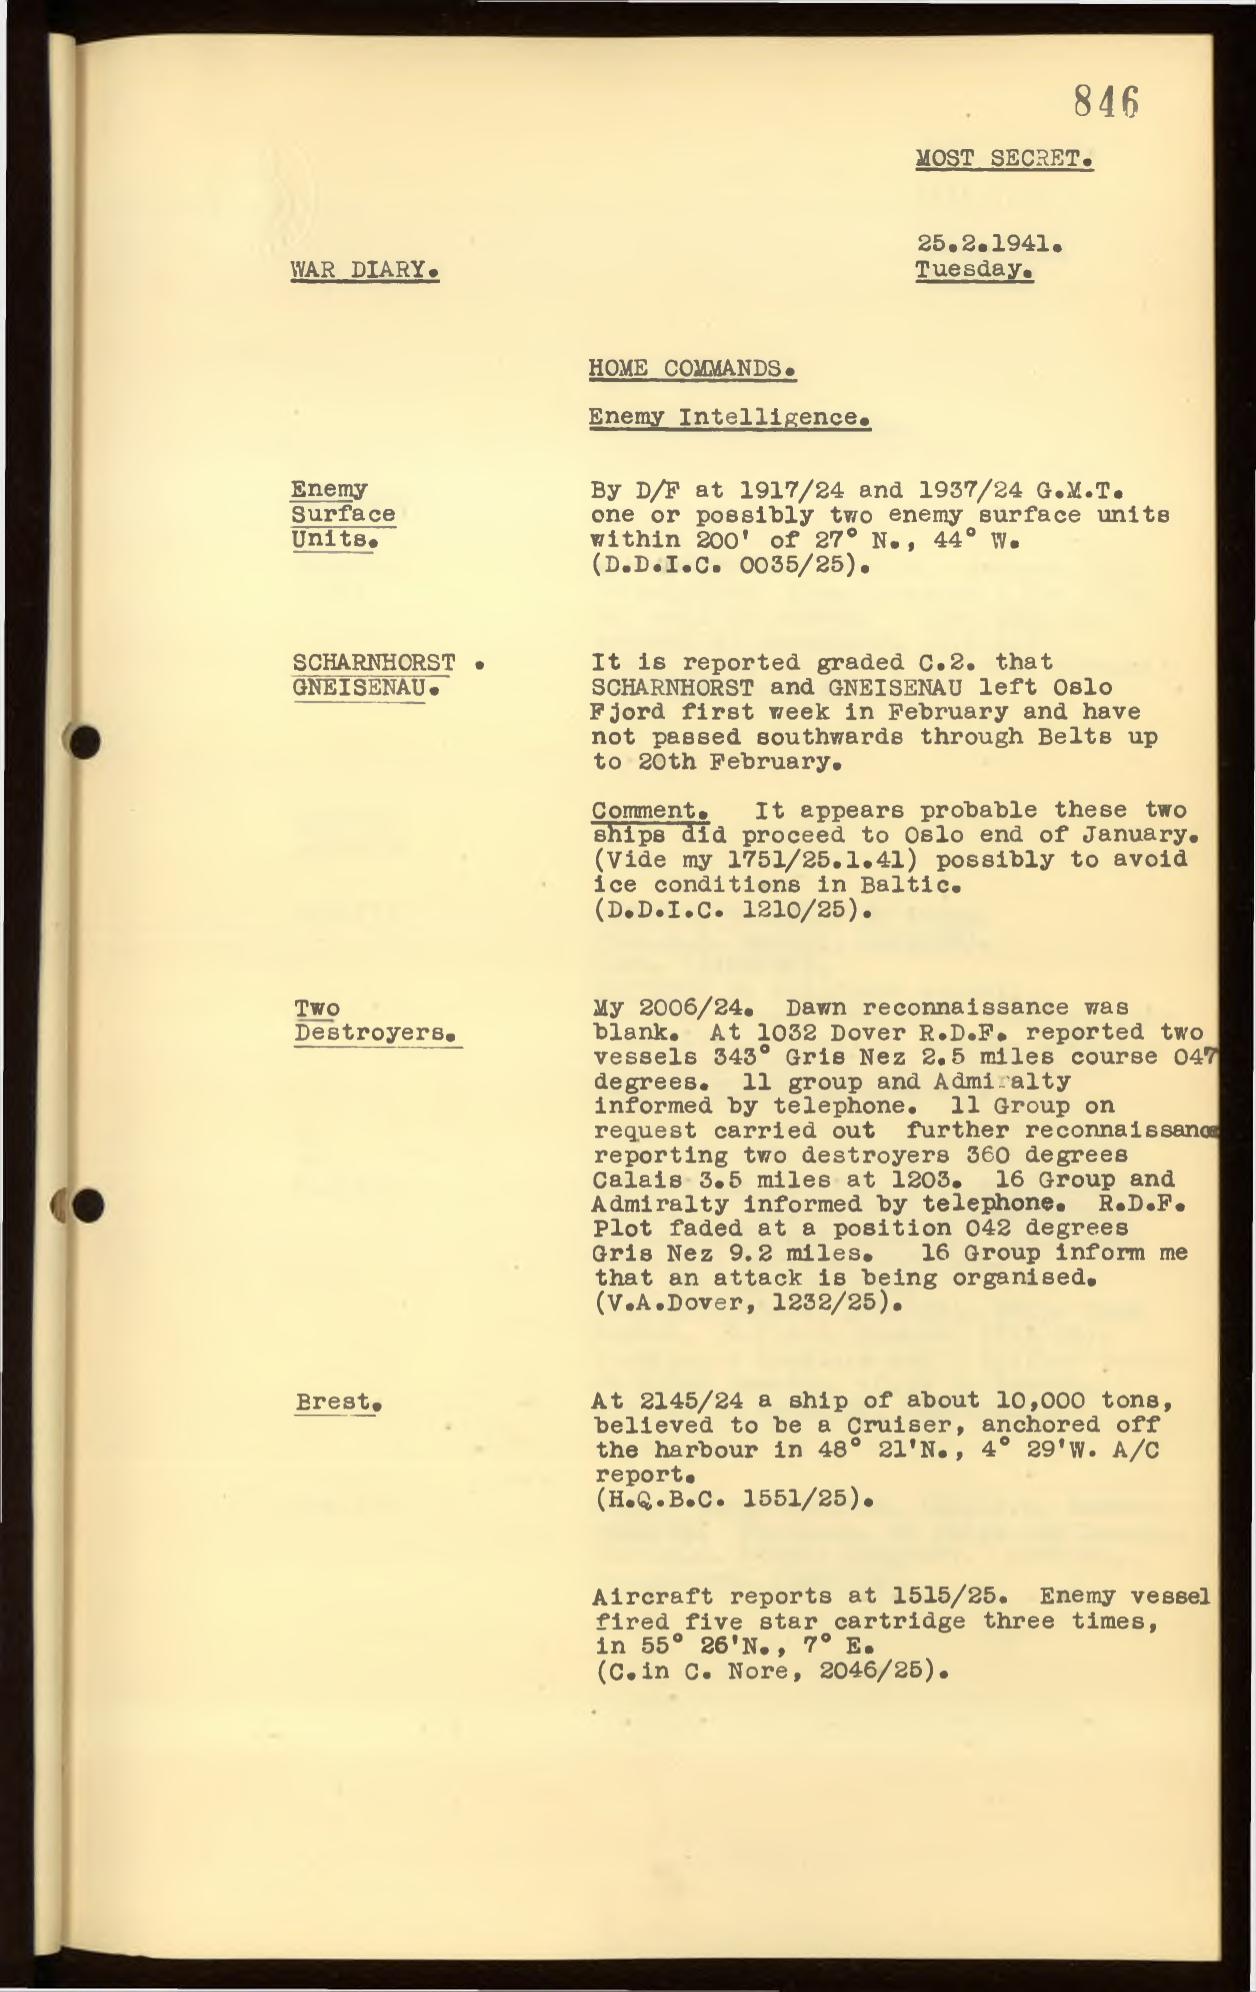 846
MOST SECRET.
25.2.1941.
WAR DIARY.
Tuesday.
HOME COMMANDS.
Enemy Intelligence.
Enemy
Surface
Units.
By D/F at 1917/24 and 1937/24 G.M.T.
one or possibly two enemy surface units
within 200' of 27° N., 44° W.
(D.D.I.C. 0035/25).
SCHARNHORST .
GNEISENAU.
It is reported graded C.2. that
SCHARNHORST and GNEISENAU left Oslo
Fjord first week in February and have
not passed southwards through Belts up
to 20th February.
Comment. It appears probable these two
ships did proceed to Oslo end of January.
(Vide my 1751/25.1.41) possibly to avoid
ice conditions in Baltic.
(D.D.I.C. 1210/25).
Two
Destroyers.
My 2006/24. Dawn reconnaissance was
blank. At 1032 Dover R.D.F. reported two
vessels 343° Gris Nez 2.5 miles course 047
degrees. 11 group and Admiralty
informed by telephone. 11 Group on
request carried out further reconnaissance
reporting two destroyers 360 degrees
Calais 3.5 miles at 1203. 16 Group and
Admiralty informed by telephone. R.D.F.
Plot faded at a position 042 degrees
Gris Nez 9.2 miles. 16 Group inform me
that an attack is being organised.
(V.A.Dover, 1232/25).
Brest.
At 2145/24 a ship of about 10,000 tons,
believed to be a Cruiser, anchored off
the harbour in 48° 21'N., 4° 29'W. A/C
report.
(H.Q.B.C. 1551/25).
Aircraft reports at 1515/25. Enemy vessel
fired five star cartridge three times,
in 55° 26'N., 7° E.
(C.in C. Nore, 2046/25).